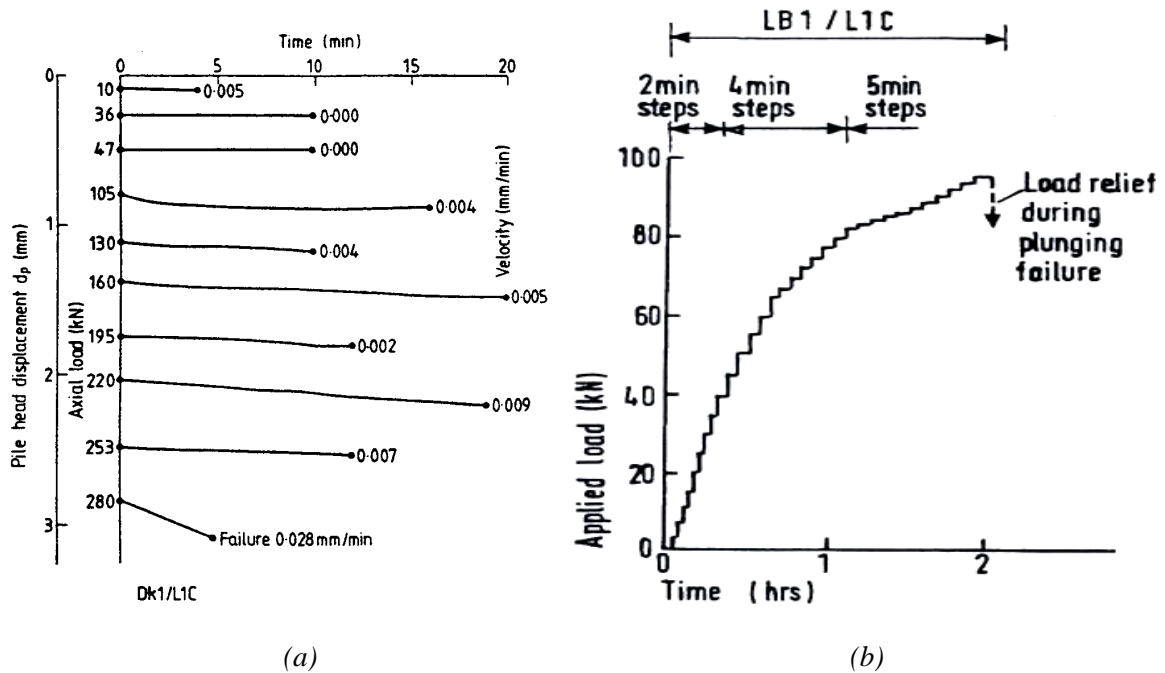 Time (min)
0 5 10 15 20
0
1
2
3
Pile head displacement dp (mm)
Axial load (kN)
Velocity (mm/min)
10 0·005
36 0·000
47 0·000
105 0·004
130 0·004
160 0·005
195 0·002
220 0·009
253 0·007
280 Failure 0·028mm/min
Dk1/L1C
(a)
LB1/L1C
2min 4min 5min
steps steps steps
100
80
60
40
20
0
Applied load (kN)
Load relief
during
plunging
failure
0 1 2
Time (hrs)
(b)